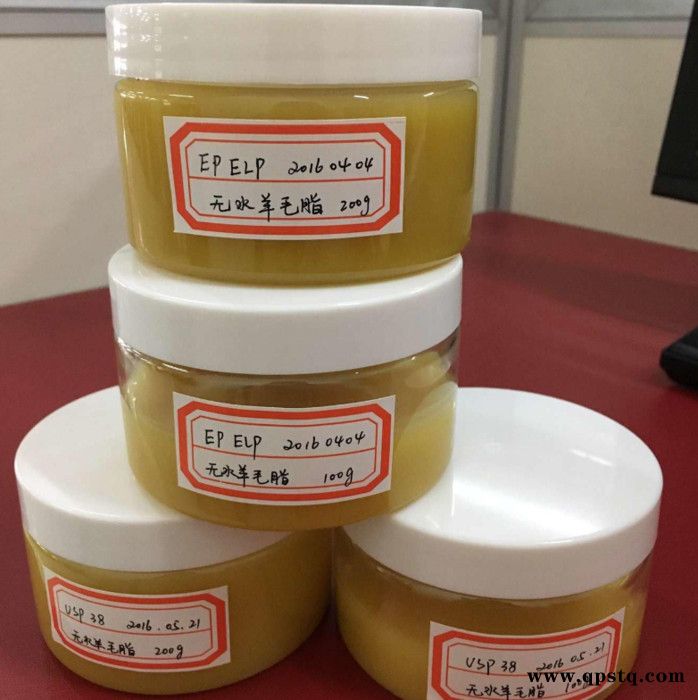 EP ELP 20160404
无水羊毛脂 200g
EP ELP 20160404
无水羊毛脂 100g
USP 38 2016.05.21
无水羊毛脂 200g
USP 38 2016 05.21
无水羊毛脂
www.qpstq.com